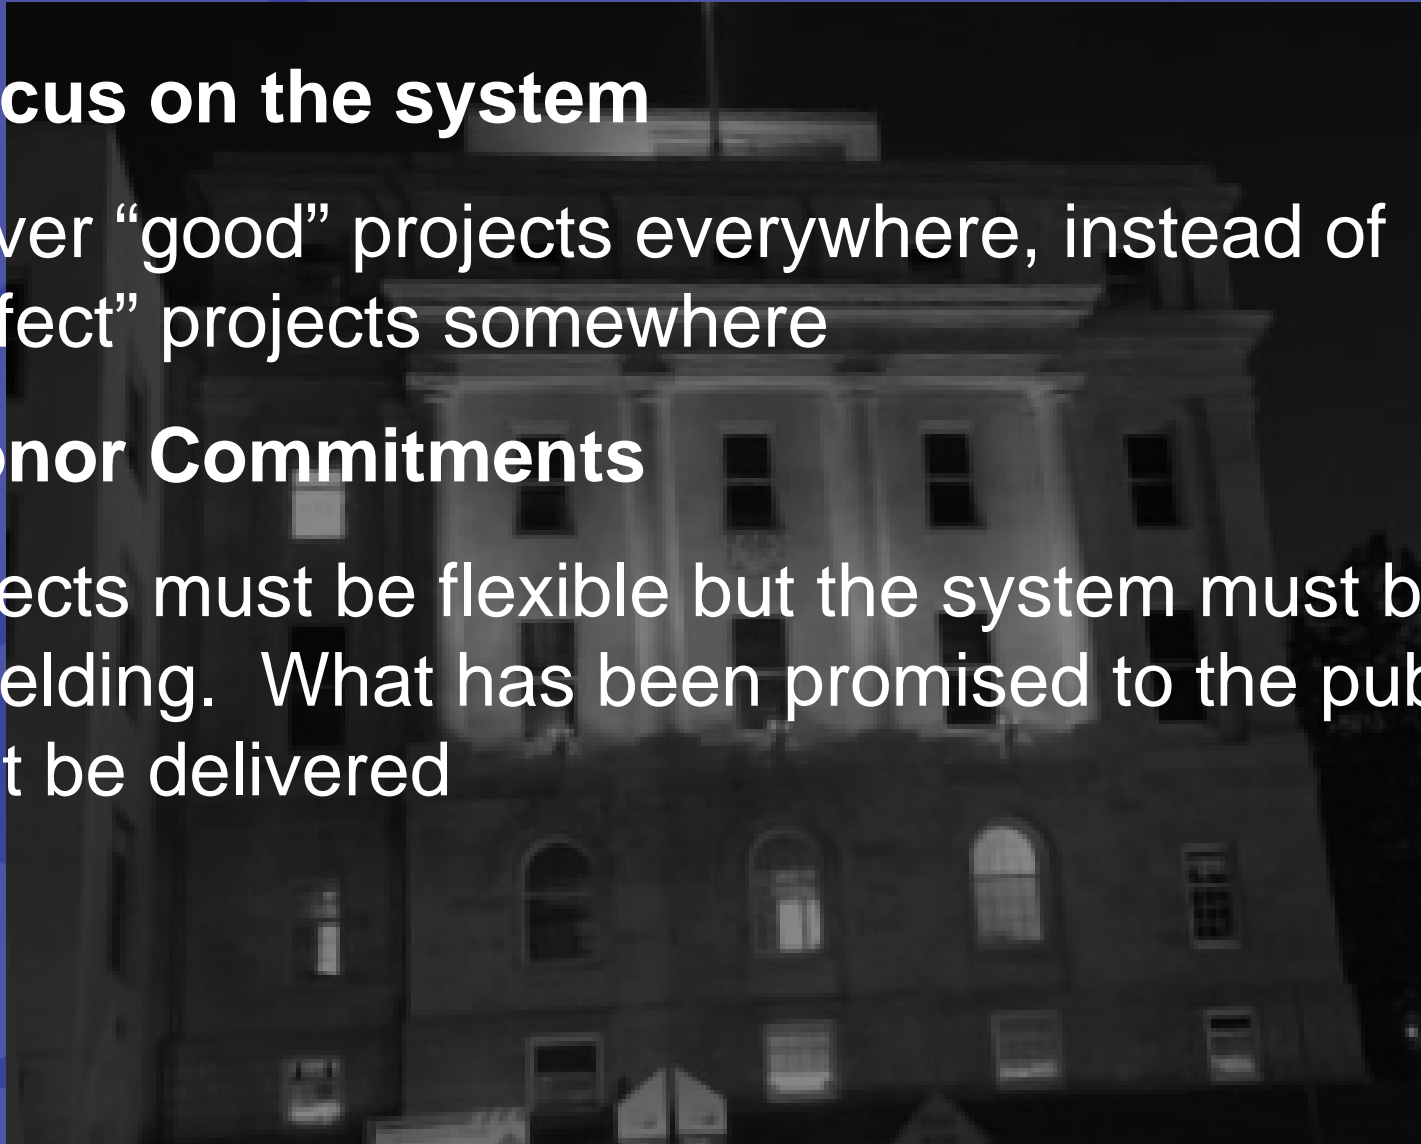 cus on the system
ver “good” projects everywhere, instead of
fect” projects somewhere
onor Commitments
ects must be flexible but the system must b
elding.  What has been promised to the pub
t be delivered